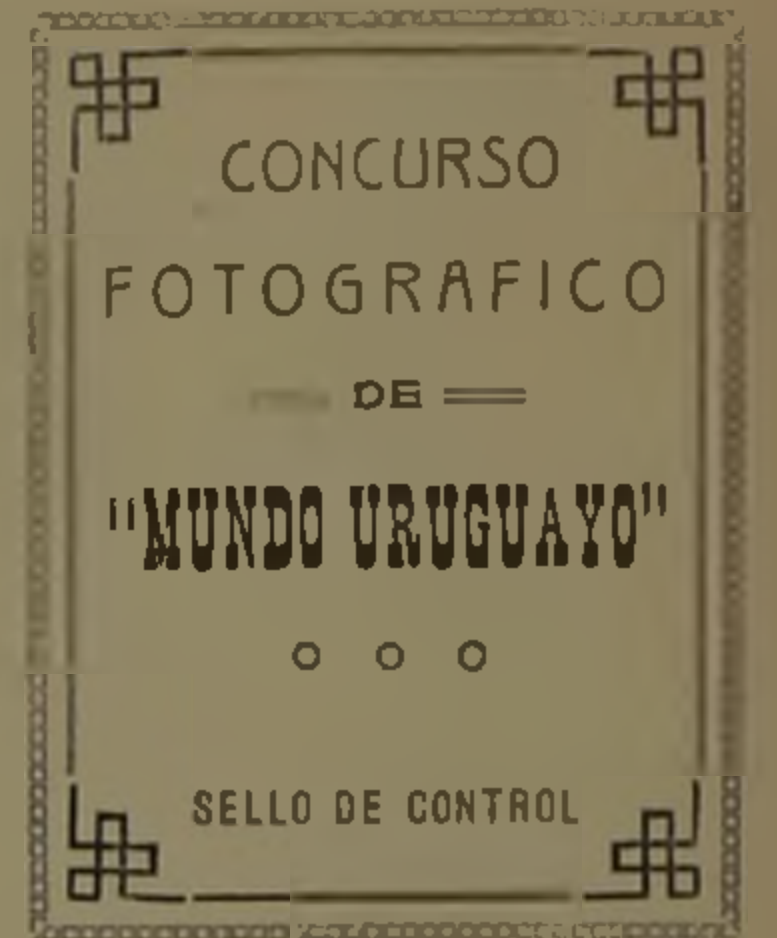 CONCURSO
FOTOGRAFICO
DE
"MUNDO URUGUAYO"
SELLO DE CONTROL